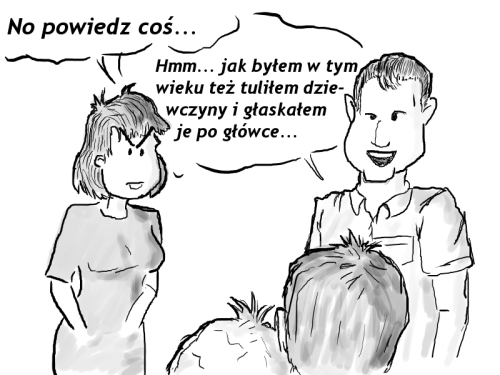 No powiedz coś...
Hmm... jak byłem w tym
wieku też tuliłem dzie-
wczyny i głaskałem
je po główce...